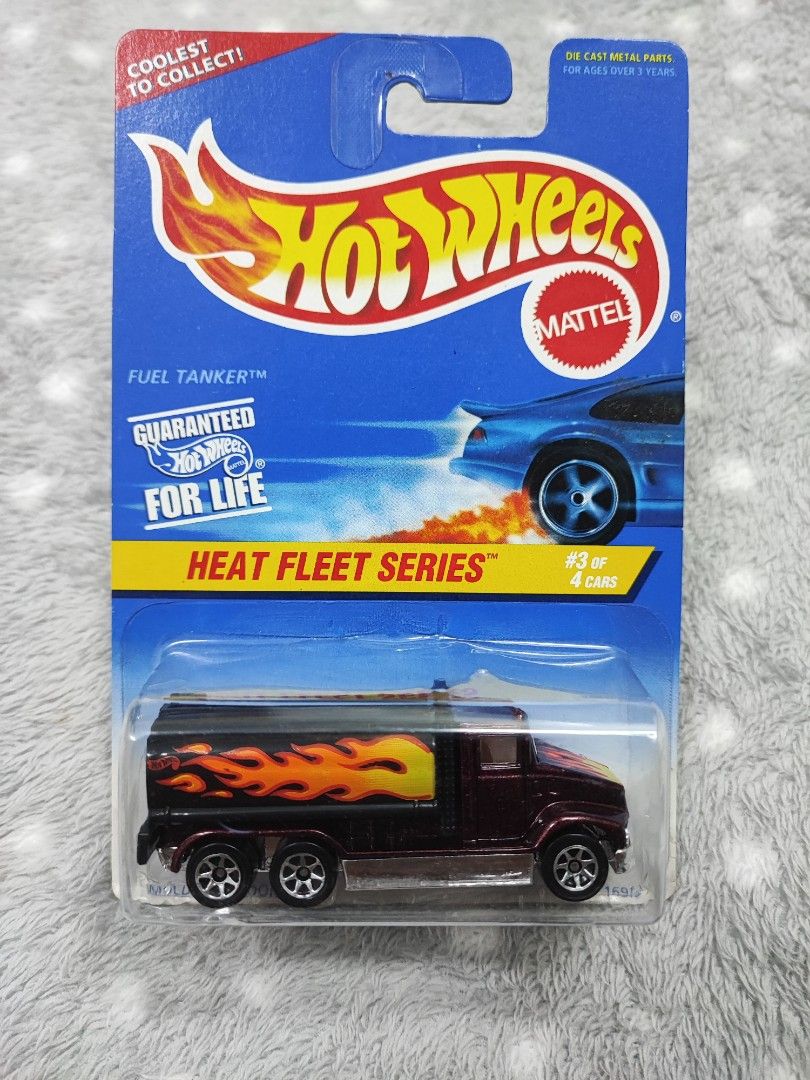 COOLEST
TO COLLECT!
DIE CAST METAL PARTS.
FOR AGES OVER 3 YEARS.
HOT WHEELS
MATTEL
®
FUEL TANKER™
GUARANTEED
HOT WHEELS
MATTEL
®
FOR LIFE
HEAT FLEET SERIES™
#3 OF
4 CARS